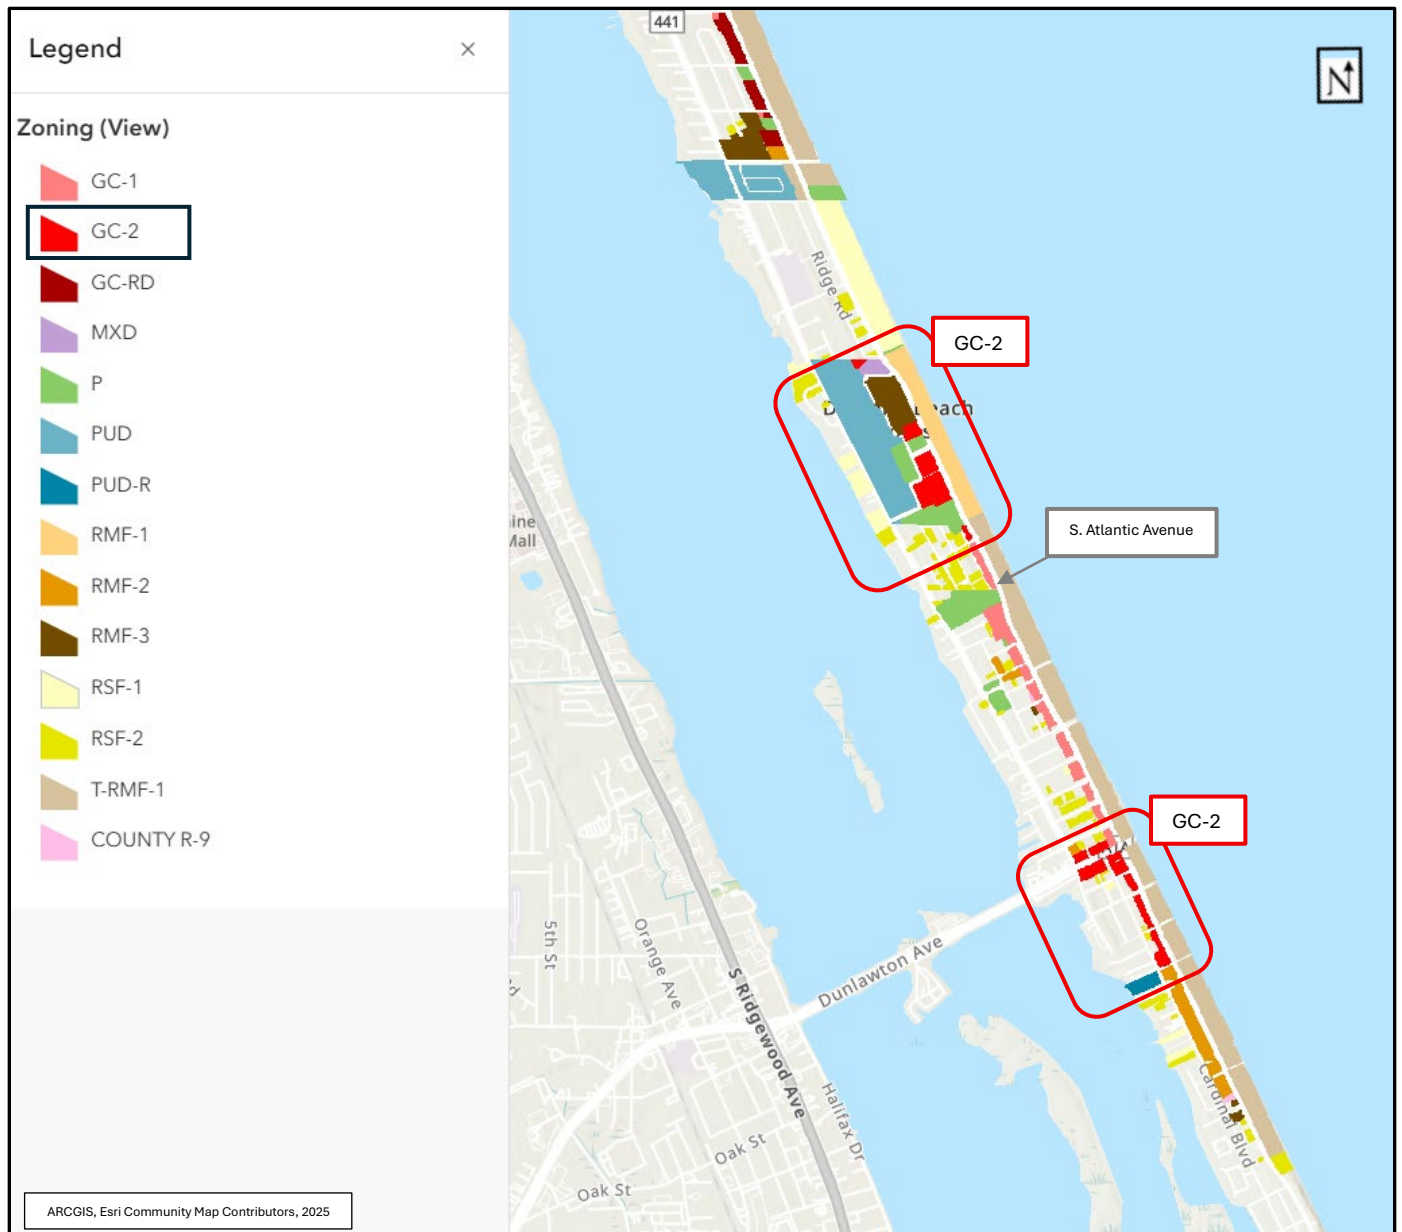 Legend
×
Zoning (View)
GC-1
GC-2
GC-RD
MXD
P
PUD
PUD-R
RMF-1
RMF-2
RMF-3
RSF-1
RSF-2
T-RMF-1
COUNTY R-9
ARCGIS, Esri Community Map Contributors, 2025
441
N
Ridge Rd
GC-2
each
S. Atlantic Avenue
ine
Mall
GC-2
Dunlawton Ave
5th St
Orange Ave
S Ridgewood Ave
Halifax Dr
Oak St
Oak St
Cardinal Blvd